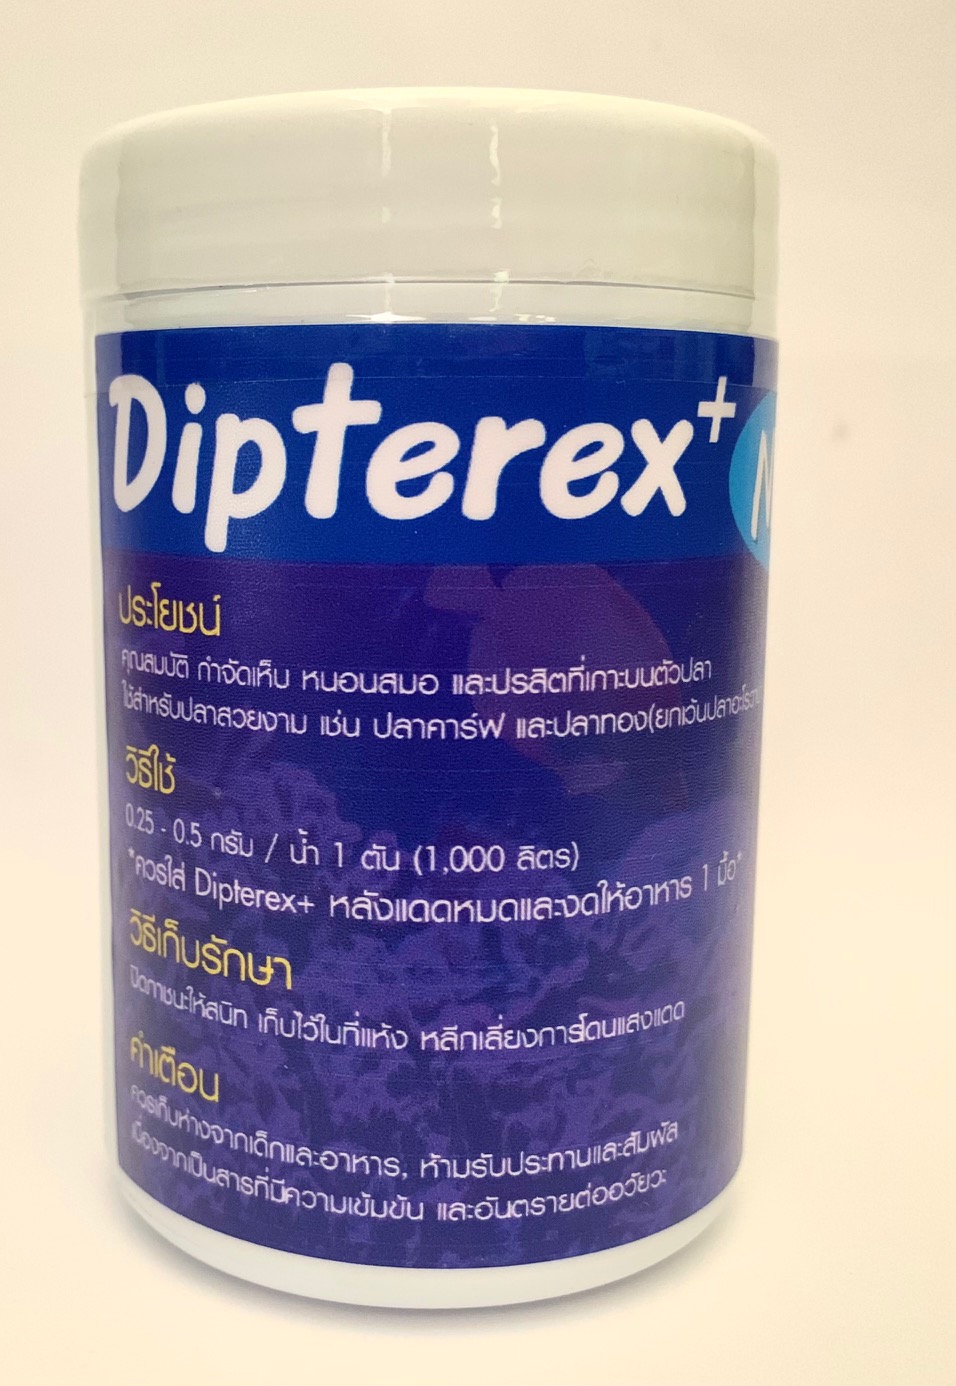 Dipterex+
ประโยชน์
คุณสมบัติ กำจัดเห็บ หนอนสมอ และปรสิตที่เกาะบนตัวปลา
ใช้สำหรับปลาสวยงาม เช่น ปลาคาร์ฟ และปลาทอง(ยกเว้นปลาอะโรวา
วิธีใช้
0.25 - 0.5 กรัม / น้ำ 1 ตัน (1,000 ลิตร)
*ควรใส่ Dipterex+ หลังแดดหมดและงดให้อาหาร 1 มื้อ*
วิธีเก็บรักษา
ปิดภาชนะให้สนิท เก็บไว้ในที่แห้ง หลีกเลี่ยงการโดนแสงแดด
คำเตือน
ควรเก็บห่างจากเด็กและอาหาร, ห้ามรับประทานและสัมผัส
เนื่องจากเป็นสารที่มีความเข้มข้น และอันตรายต่ออวัยวะ